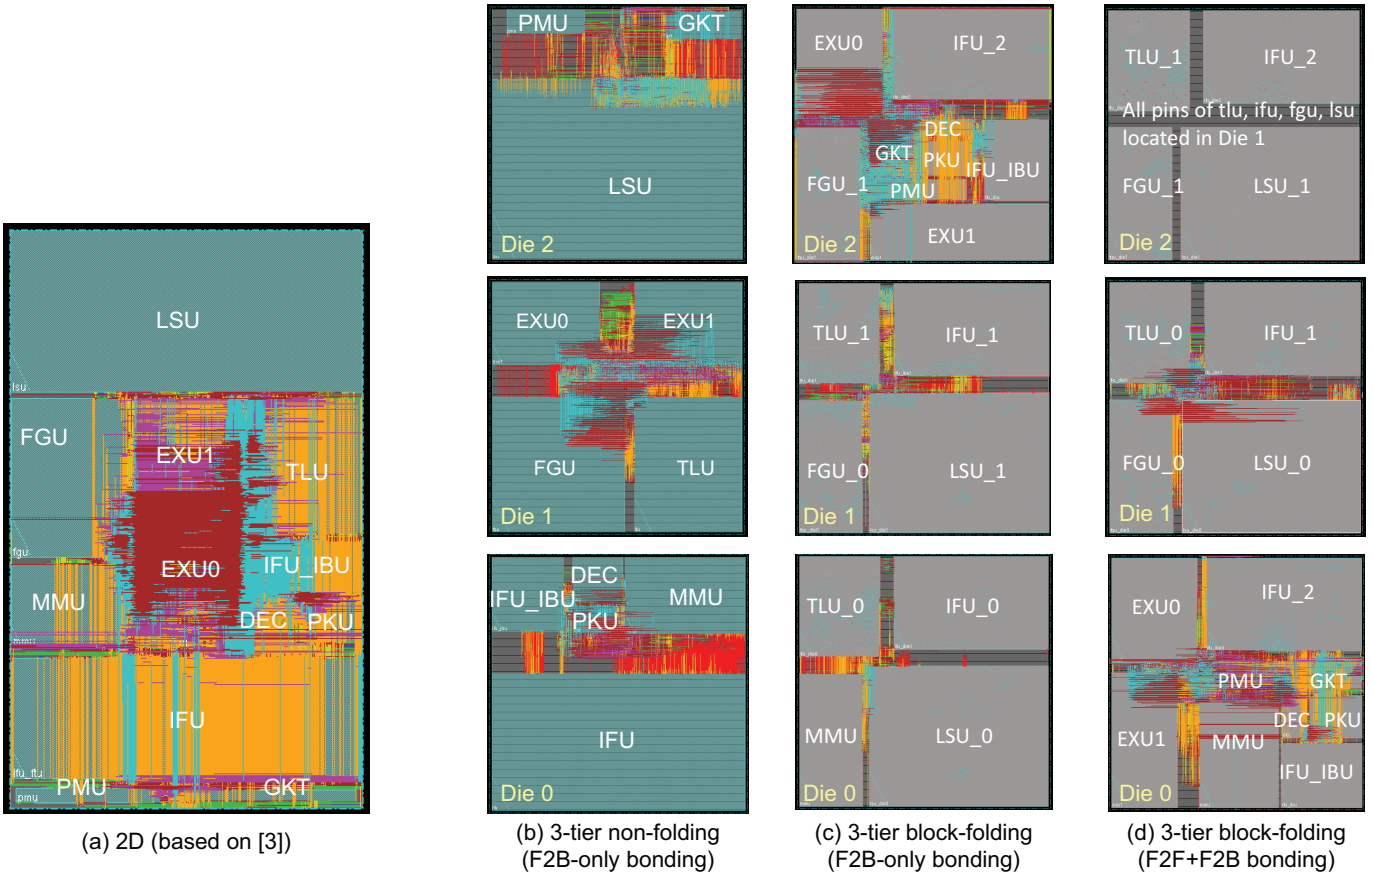 LSU
lsu
FGU
EXU1
TLU
fgu
EXU0
IFU_IBU
MMU
DEC
PKU
mmu
IFU
ifu_ftu
PMU
GKT
pmu
(a) 2D (based on [3])
PMU
GKT
LSU
Die 2
EXU0
EXU1
FGU
TLU
Die 1
DEC
IFU_IBU
MMU
PKU
IFU
Die 0
(b) 3-tier non-folding
(F2B-only bonding)
EXU0
IFU_2
DEC
GKT
PKU
IFU_IBU
FGU_1
PMU
EXU1
Die 2
TLU_1
IFU_1
FGU_0
LSU_1
Die 1
TLU_0
IFU_0
MMU
LSU_0
Die 0
(c) 3-tier block-folding
(F2B-only bonding)
TLU_1
IFU_2
All pins of tlu, ifu, fgu, lsu
located in Die 1
FGU_1
LSU_1
Die 2
TLU_0
IFU_1
FGU_0
LSU_0
Die 1
EXU0
IFU_2
PMU
GKT
DEC
PKU
EXU1
MMU
IFU_IBU
Die 0
(d) 3-tier block-folding
(F2F+F2B bonding)